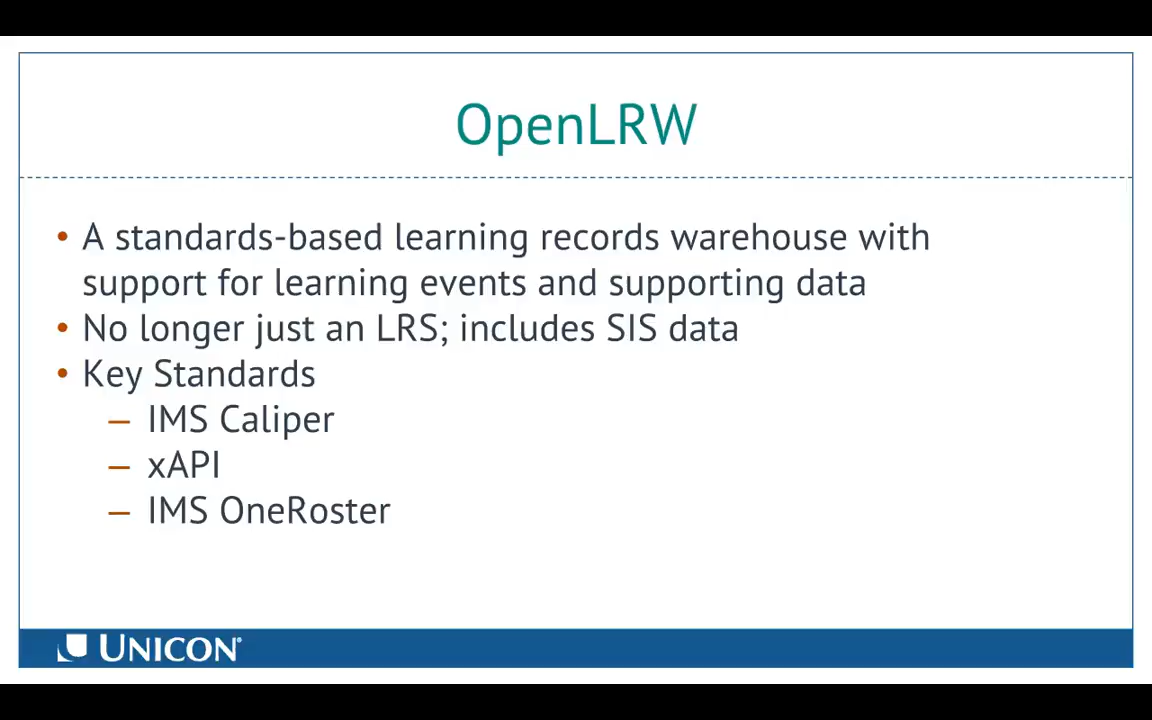 OpenLRW
• A standards-based learning records warehouse with
support for learning events and supporting data
• No longer just an LRS; includes SIS data
• Key Standards
– IMS Caliper
– xAPI
– IMS OneRoster
UNICON®